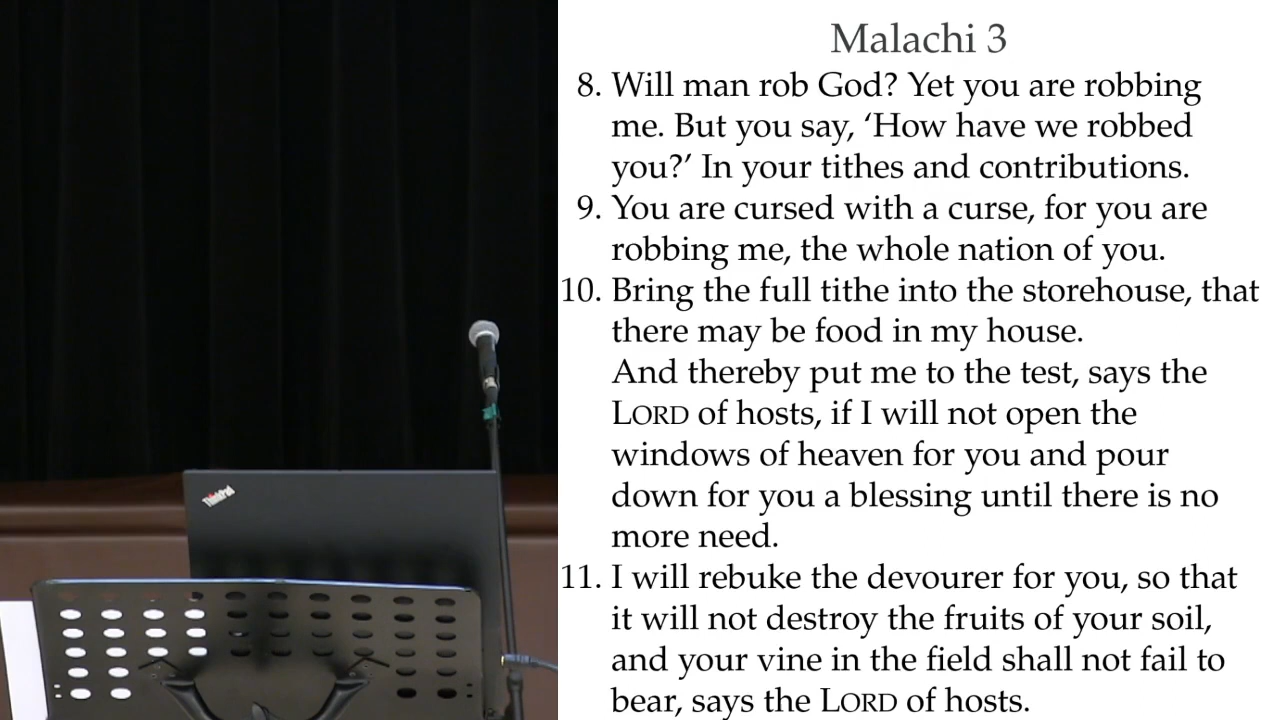 ThinkPad
Malachi 3
8. Will man rob God? Yet you are robbing
me. But you say, ‘How have we robbed
you?’ In your tithes and contributions.
9. You are cursed with a curse, for you are
robbing me, the whole nation of you.
10. Bring the full tithe into the storehouse, that
there may be food in my house.
And thereby put me to the test, says the
LORD of hosts, if I will not open the
windows of heaven for you and pour
down for you a blessing until there is no
more need.
11. I will rebuke the devourer for you, so that
it will not destroy the fruits of your soil,
and your vine in the field shall not fail to
bear, says the LORD of hosts.